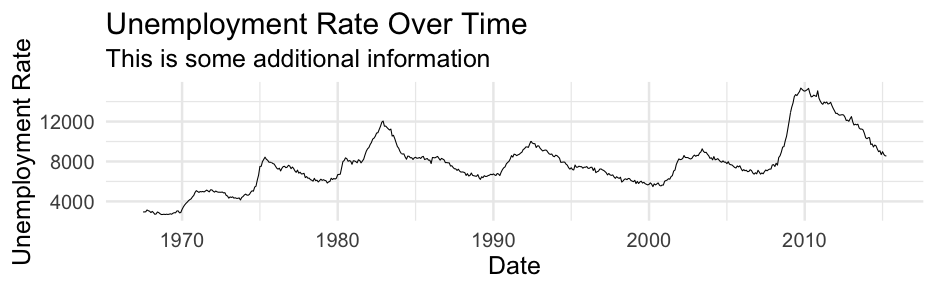 Unemployment Rate Over Time
This is some additional information
Unemployment Rate
12000
8000
4000
1970 1980 1990 2000 2010
Date